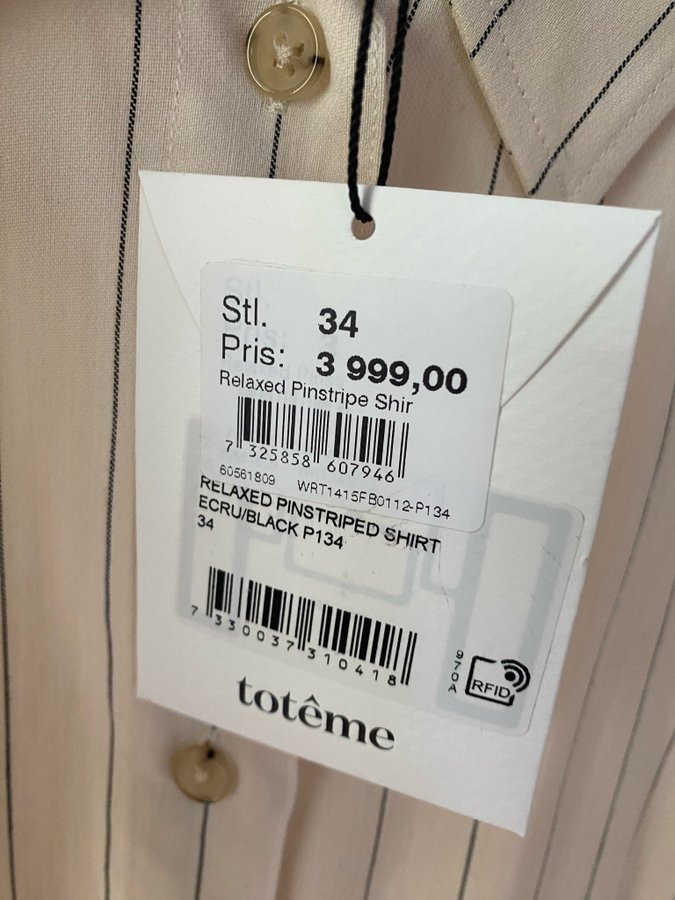 Stl. 34
Pris: 3 999,00
Relaxed Pinstripe Shir
7 325858 607946
60561809 WRT1415FB0112-P134
RELAXED PINSTRIPED SHIRT
ECRU/BLACK P134
34
7 330037 310418
970A
RFID
totême